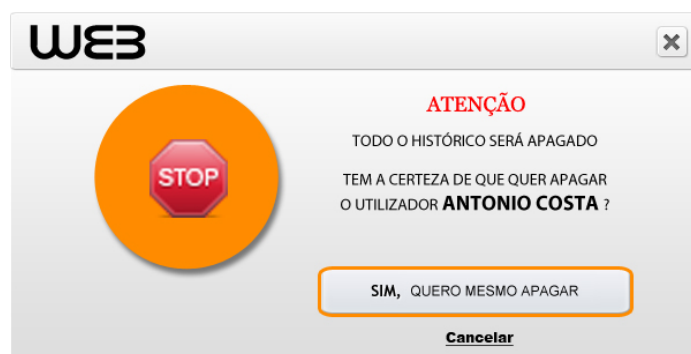 WEB
ATENÇÃO
TODO O HISTÓRICO SERÁ APAGADO
STOP
TEM A CERTEZA DE QUE QUER APAGAR
O UTILIZADOR ANTONIO COSTA ?
SIM, QUERO MESMO APAGAR
Cancelar